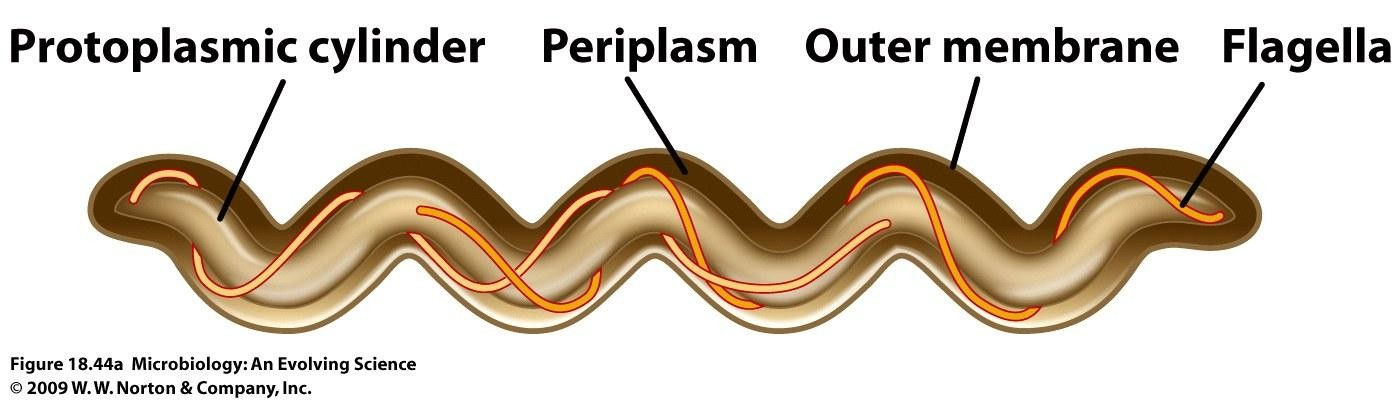 Protoplasmic cylinder Periplasm Outer membrane Flagella
Figure 18.44a Microbiology: An Evolving Science
© 2009 W. W. Norton & Company, Inc.